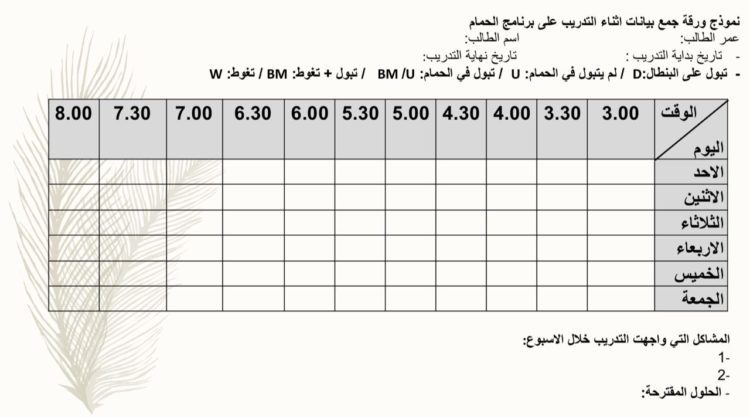 نموذج ورقة جمع بيانات اثناء التدريب على برنامج الحمام
عمر الطالب: اسم الطالب:
- تاريخ بداية التدريب : تاريخ نهاية التدريب:
- تبول على البنطال:D / لم يتبول في الحمام: U / تبول في الحمام: BM /U / تبول + تغوط: BM / تغوط: W
الوقت 3.00 3.30 4.00 4.30 5.00 5.30 6.00 6.30 7.00 7.30 8.00
اليوم
الاحد
الاثنين
الثلاثاء
الاربعاء
الخميس
الجمعة
المشاكل التي واجهت التدريب خلال الاسبوع:
1-
2-
- الحلول المقترحة: